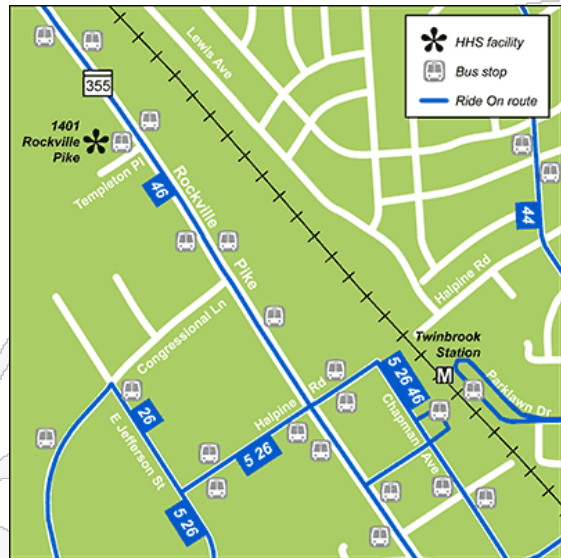 HHS facility
Bus stop
Ride On route
355
Lewis Ave
1401
Rockville
Pike
Templeton Pl
46
Rockville
Pike
44
Halpine Rd
Congressional Ln
Twinbrook
Station
M
Parklawn Dr
5 26 46
Chapman Ave
Halpine Rd
26
E Jefferson St
5 26
5 26